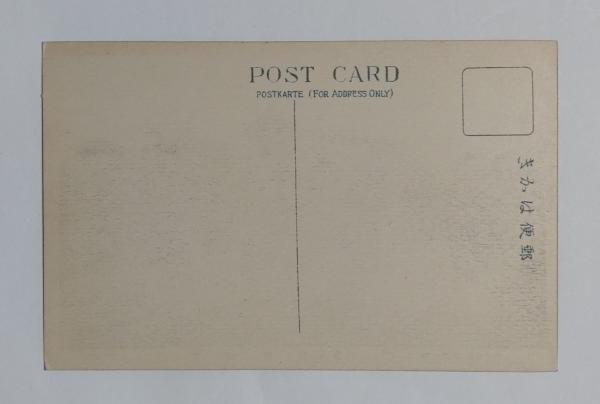 POST CARD
POSTKARTE (FOR ADDRESS ONLY)
郵便はかき